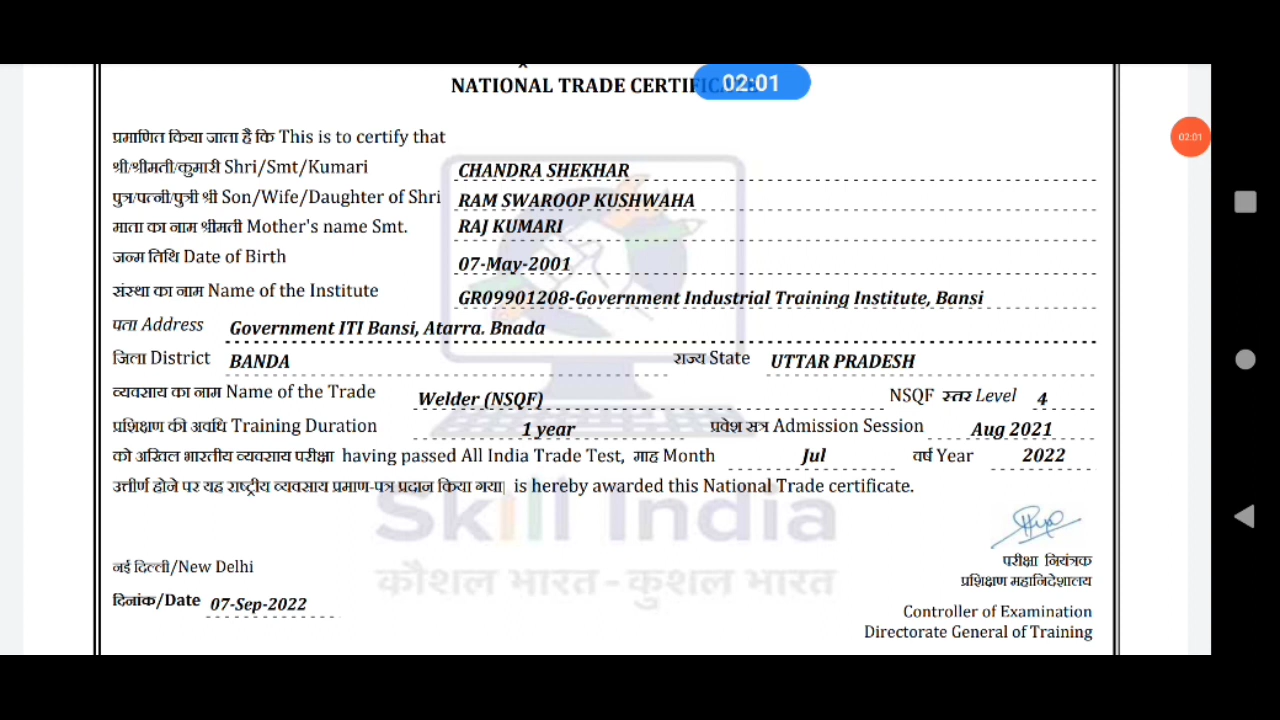 NATIONAL TRADE CERTIFIC
02:01
02:01
प्रमाणित किया जाता है कि This is to certify that
श्री/श्रीमती/कुमारी Shri/Smt/Kumari CHANDRA SHEKHAR
पुत्र/पत्नी/पुत्री श्री Son/Wife/Daughter of Shri RAM SWAROOP KUSHWAHA
माता का नाम श्रीमती Mother's name Smt. RAJ KUMARI
जन्म तिथि Date of Birth 07-May-2001
संस्था का नाम Name of the Institute GR09901208-Government Industrial Training Institute, Bansi
पता Address Government ITI Bansi, Atarra. Bnada
जिला District BANDA राज्य State UTTAR PRADESH
व्यवसाय का नाम Name of the Trade Welder (NSQF) NSQF स्तर Level 4
प्रशिक्षण की अवधि Training Duration 1 year प्रवेश सत्र Admission Session Aug 2021
को अखिल भारतीय व्यवसाय परीक्षा having passed All India Trade Test, माह Month Jul वर्ष Year 2022
उत्तीर्ण होने पर यह राष्ट्रीय व्यवसाय प्रमाण-पत्र प्रदान किया गया| is hereby awarded this National Trade certificate.
Skill India
कौशल भारत - कुशल भारत
नई दिल्ली/New Delhi
दिनांक/Date 07-Sep-2022
परीक्षा नियंत्रक
प्रशिक्षण महानिदेशालय
Controller of Examination
Directorate General of Training